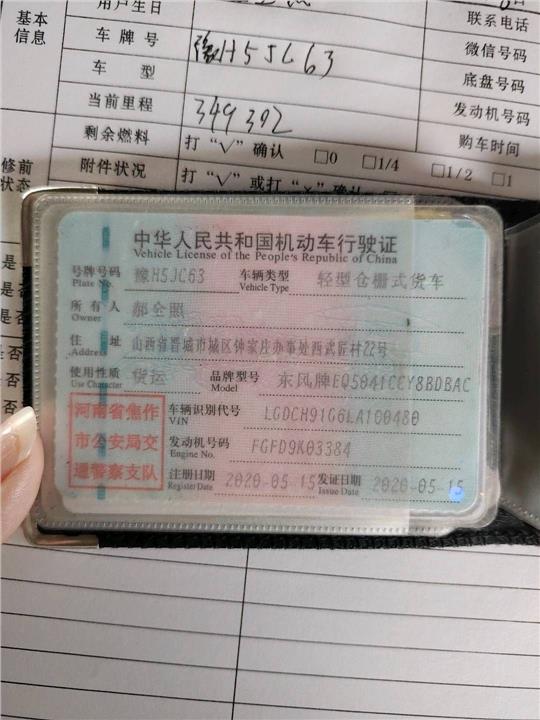 用户生日
基本
信息
联系电话
车牌号 豫H5JC63
微信号码
车 型
底盘号码
当前里程 349392
发动机号码
剩余燃料 打“√”确认 □0 □1/4 □1/2 □1
购车时间
修前
状态
附件状况 打“√”或打“×”确认
是
否
是
否
是
否
中华人民共和国机动车行驶证
Vehicle License of the People's Republic of China
号牌号码 豫H5JC63 车辆类型 轻型仓栅式货车
Plate No. Vehicle Type
所有人 郝全照
Owner
住 址 山西省晋城市城区钟家庄办事处西武匠村22号
Address
使用性质 货运 品牌型号 东风牌EQ5041CCY8BDBAC
Use Character Model
河南省焦作
市公安局交
通警察支队
车辆识别代号 LGDCH91G6LA100480
VIN
发动机号码 FGFD9K03384
Engine No.
注册日期 2020-05-15 发证日期 2020-05-15
Register Date Issue Date